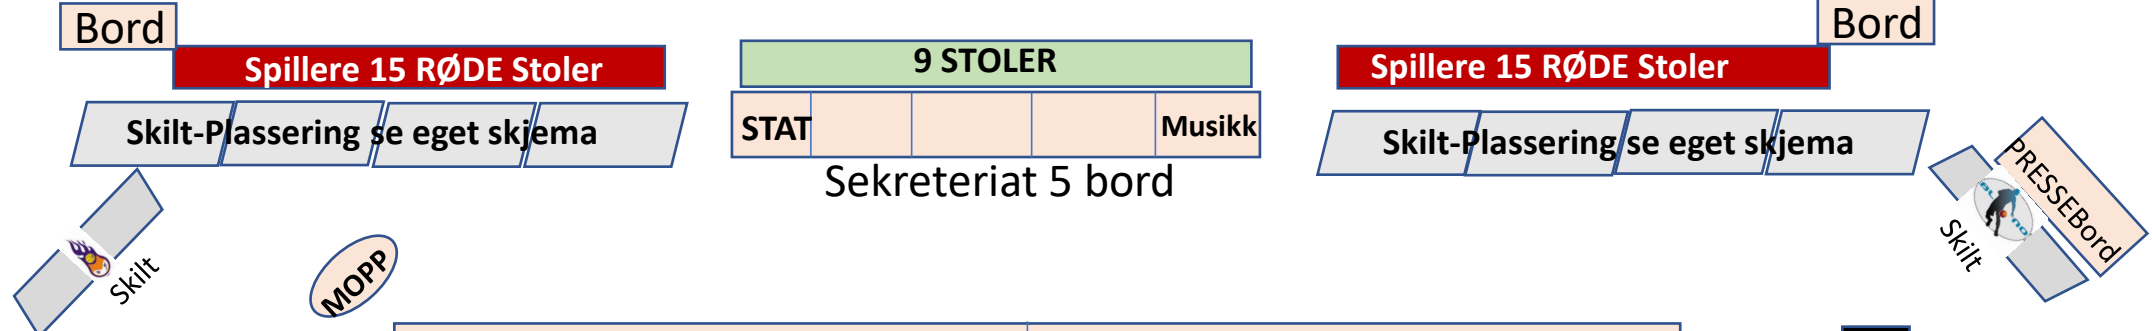 Bord
Bord
Spillere 15 RØDE Stoler
9 STOLER
Spillere 15 RØDE Stoler
Skilt-Plassering se eget skjema
STAT
Musikk
Skilt-Plassering se eget skjema
Sekreteriat 5 bord
PRESSEBord
Skilt
Skilt
MOPP